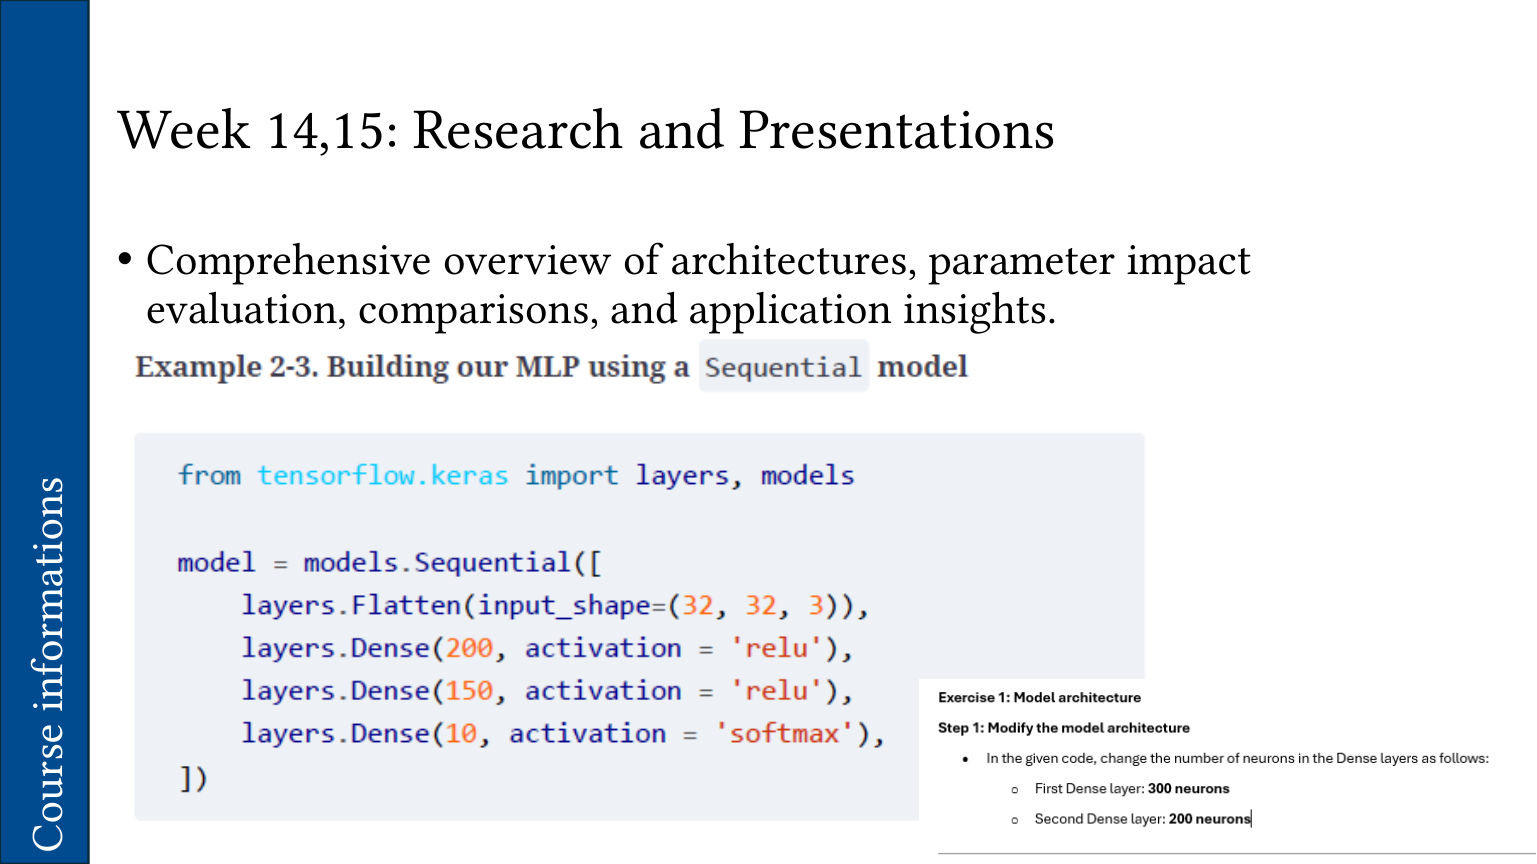 Course informations
Week 14,15: Research and Presentations
• Comprehensive overview of architectures, parameter impact
evaluation, comparisons, and application insights.
Example 2-3. Building our MLP using a Sequential model
from tensorflow.keras import layers, models
model = models.Sequential([
    layers.Flatten(input_shape=(32, 32, 3)),
    layers.Dense(200, activation = 'relu'),
    layers.Dense(150, activation = 'relu'),
    layers.Dense(10, activation = 'softmax'),
])
Exercise 1: Model architecture
Step 1: Modify the model architecture
• In the given code, change the number of neurons in the Dense layers as follows:
o First Dense layer: 300 neurons
o Second Dense layer: 200 neurons